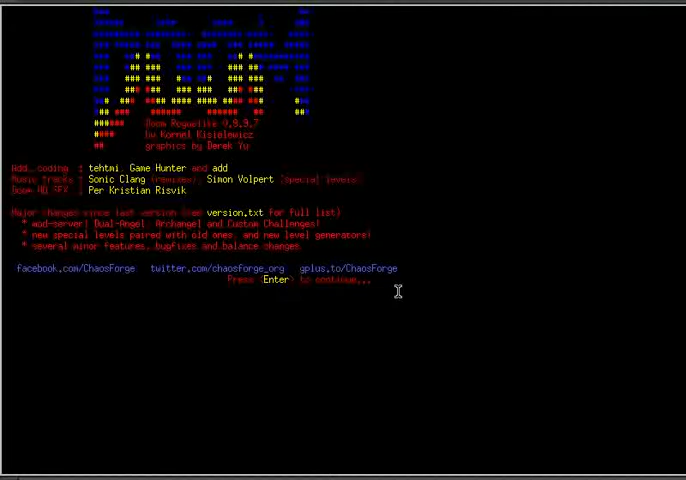 Doom Roguelike 0.9.9.7
by Kornel Kisielewicz
graphics by Derek Yu
Add. coding : tehtmi, Game Hunter and add
Music tracks : Sonic Clang (remixes), Simon Volpert (special levels)
Doom HQ SFX : Per Kristian Risvik
Major changes since last version (see version.txt for full list)
* mod-server! Dual-Angel, Archangel and Custom Challenges!
* new special levels paired with old ones, and new level generators!
* several minor features, bugfixes and balance changes
facebook.com/ChaosForge twitter.com/chaosforge_org gplus.to/ChaosForge
Press <Enter> to continue...